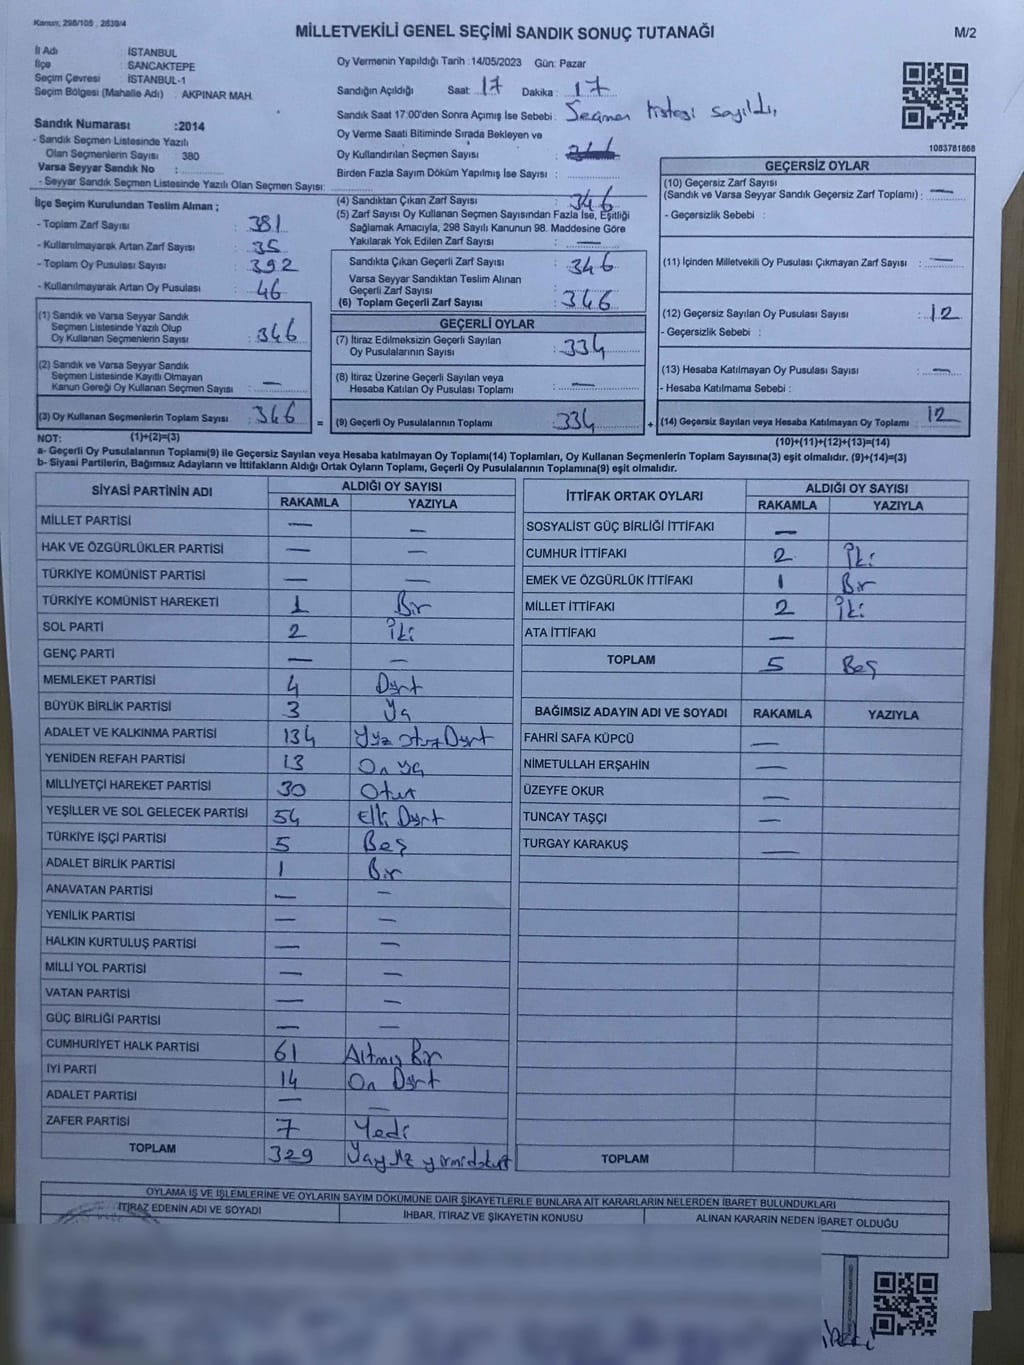 Kanun; 298/105 , 2839/4
MİLLETVEKİLİ GENEL SEÇİMİ SANDIK SONUÇ TUTANAĞI
M/2
İl Adı : İSTANBUL
İlçe : SANCAKTEPE
Seçim Çevresi : İSTANBUL-1
Seçim Bölgesi (Mahalle Adı) : AKPINAR MAH.
Sandık Numarası :2014
- Sandık Seçmen Listesinde Yazılı
Olan Seçmenlerin Sayısı : 380
Varsa Seyyar Sandık No :
- Seyyar Sandık Seçmen Listesinde Yazılı Olan Seçmen Sayısı:
Oy Vermenin Yapıldığı Tarih :14/05/2023 Gün: Pazar
Sandığın Açıldığı Saat: 17 Dakika : 17
Sandık Saat 17:00'den Sonra Açımış İse Sebebi : Seçmen listesi sayıldı,
Oy Verme Saati Bitiminde Sırada Bekleyen ve
Oy Kullandırılan Seçmen Sayısı :
Birden Fazla Sayım Döküm Yapılmış İse Sayısı :
1083781868
İlçe Seçim Kurulundan Teslim Alınan ;
- Toplam Zarf Sayısı : 381
- Kullanılmayarak Artan Zarf Sayısı : 35
- Toplam Oy Pusulası Sayısı : 392
- Kullanılmayarak Artan Oy Pusulası : 46
(4) Sandıktan Çıkan Zarf Sayısı : 346
(5) Zarf Sayısı Oy Kullanan Seçmen Sayısından Fazla İse, Eşitliği
Sağlamak Amacıyla, 298 Sayılı Kanunun 98. Maddesine Göre
Yakılarak Yok Edilen Zarf Sayısı : —
Sandıkta Çıkan Geçerli Zarf Sayısı : 346
Varsa Seyyar Sandıktan Teslim Alınan
Geçerli Zarf Sayısı :
(6) Toplam Geçerli Zarf Sayısı : 346
GEÇERSİZ OYLAR
(10) Geçersiz Zarf Sayısı
(Sandık ve Varsa Seyyar Sandık Geçersiz Zarf Toplamı) : —
- Geçersizlik Sebebi :
(11) İçinden Milletvekili Oy Pusulası Çıkmayan Zarf Sayısı : —
(12) Geçersiz Sayılan Oy Pusulası Sayısı : 12
- Geçersizlik Sebebi :
(13) Hesaba Katılmayan Oy Pusulası Sayısı : —
- Hesaba Katılmama Sebebi :
(1) Sandık ve Varsa Seyyar Sandık
Seçmen Listesinde Yazılı Olup
Oy Kullanan Seçmenlerin Sayısı : 346
(2) Sandık ve Varsa Seyyar Sandık
Seçmen Listesinde Kayıtlı Olmayan
Kanun Gereği Oy Kullanan Seçmen Sayısı : —
GEÇERLİ OYLAR
(7) İtiraz Edilmeksizin Geçerli Sayılan
Oy Pusulalarının Sayısı : 334
(8) İtiraz Üzerine Geçerli Sayılan veya
Hesaba Katılan Oy Pusulası Toplamı : —
(3) Oy Kullanan Seçmenlerin Toplam Sayısı : 346 = (9) Geçerli Oy Pusulalarının Toplamı : 334 + (14) Geçersiz Sayılan veya Hesaba Katılmayan Oy Toplamı : 12
NOT: (1)+(2)=(3) (10)+(11)+(12)+(13)=(14)
a- Geçerli Oy Pusulalarının Toplamı(9) ile Geçersiz Sayılan veya Hesaba katılmayan Oy Toplamı(14) Toplamları, Oy Kullanan Seçmenlerin Toplam Sayısına(3) eşit olmalıdır. (9)+(14)=(3)
b- Siyasi Partilerin, Bağımsız Adayların ve İttifakların Aldığı Ortak Oyların Toplamı, Geçerli Oy Pusulalarının Toplamına(9) eşit olmalıdır.
SİYASİ PARTİNİN ADI ALDIĞI OY SAYISI
RAKAMLA YAZIYLA
MİLLET PARTİSİ — —
HAK VE ÖZGÜRLÜKLER PARTİSİ — —
TÜRKİYE KOMÜNİST PARTİSİ — —
TÜRKİYE KOMÜNİST HAREKETİ 1 Bir
SOL PARTİ 2 İki
GENÇ PARTİ — —
MEMLEKET PARTİSİ 4 Dört
BÜYÜK BİRLİK PARTİSİ 3 Üç
ADALET VE KALKINMA PARTİSİ 134 Yüz otuz Dört
YENİDEN REFAH PARTİSİ 13 On üç
MİLLİYETÇİ HAREKET PARTİSİ 30 Otuz
YEŞİLLER VE SOL GELECEK PARTİSİ 54 Elli Dört
TÜRKİYE İŞÇİ PARTİSİ 5 Beş
ADALET BİRLİK PARTİSİ 1 Bir
ANAVATAN PARTİSİ — —
YENİLİK PARTİSİ — —
HALKIN KURTULUŞ PARTİSİ — —
MİLLİ YOL PARTİSİ — —
VATAN PARTİSİ — —
GÜÇ BİRLİĞİ PARTİSİ — —
CUMHURİYET HALK PARTİSİ 61 Altmış Bir
İYİ PARTİ 14 On Dört
ADALET PARTİSİ — —
ZAFER PARTİSİ 7 Yedi
TOPLAM 329 Üçyüz yirmidokuz
İTTİFAK ORTAK OYLARI ALDIĞI OY SAYISI
RAKAMLA YAZIYLA
SOSYALİST GÜÇ BİRLİĞİ İTTİFAKI —
CUMHUR İTTİFAKI 2 İki
EMEK VE ÖZGÜRLÜK İTTİFAKI 1 Bir
MİLLET İTTİFAKI 2 İki
ATA İTTİFAKI —
TOPLAM 5 Beş
BAĞIMSIZ ADAYIN ADI VE SOYADI RAKAMLA YAZIYLA
FAHRİ SAFA KÜPCÜ —
NİMETULLAH ERŞAHİN —
ÜZEYFE OKUR —
TUNCAY TAŞÇI —
TURGAY KARAKUŞ —
TOPLAM
OYLAMA İŞ VE İŞLEMLERİNE VE OYLARIN SAYIM DÖKÜMÜNE DAİR ŞİKAYETLERLE BUNLARA AİT KARARLARIN NELERDEN İBARET BULUNDUKLARI
İTİRAZ EDENİN ADI VE SOYADI İHBAR, İTİRAZ VE ŞİKAYETİN KONUSU ALINAN KARARIN NEDEN İBARET OLDUĞU